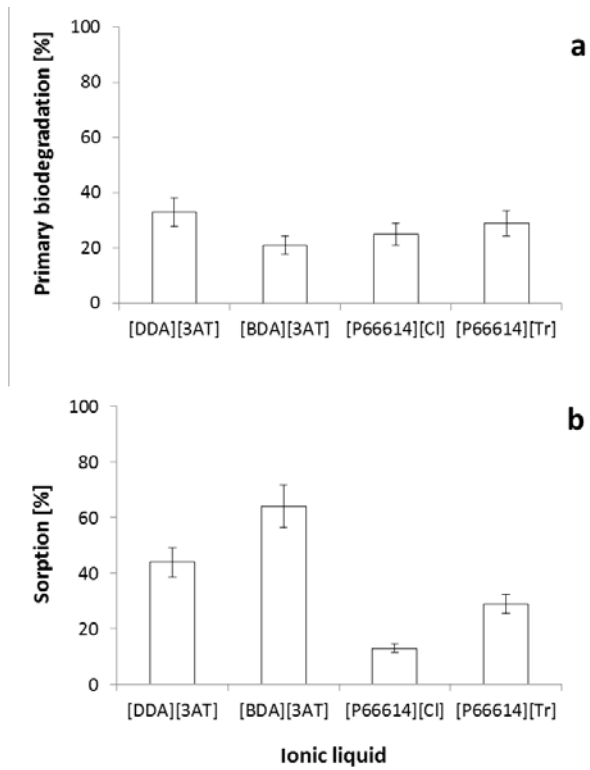 a
Primary biodegradation [%]
100
80
60
40
20
0
[DDA][3AT] [BDA][3AT] [P66614][Cl] [P66614][Tr]
b
Sorption [%]
100
80
60
40
20
0
[DDA][3AT] [BDA][3AT] [P66614][Cl] [P66614][Tr]
Ionic liquid